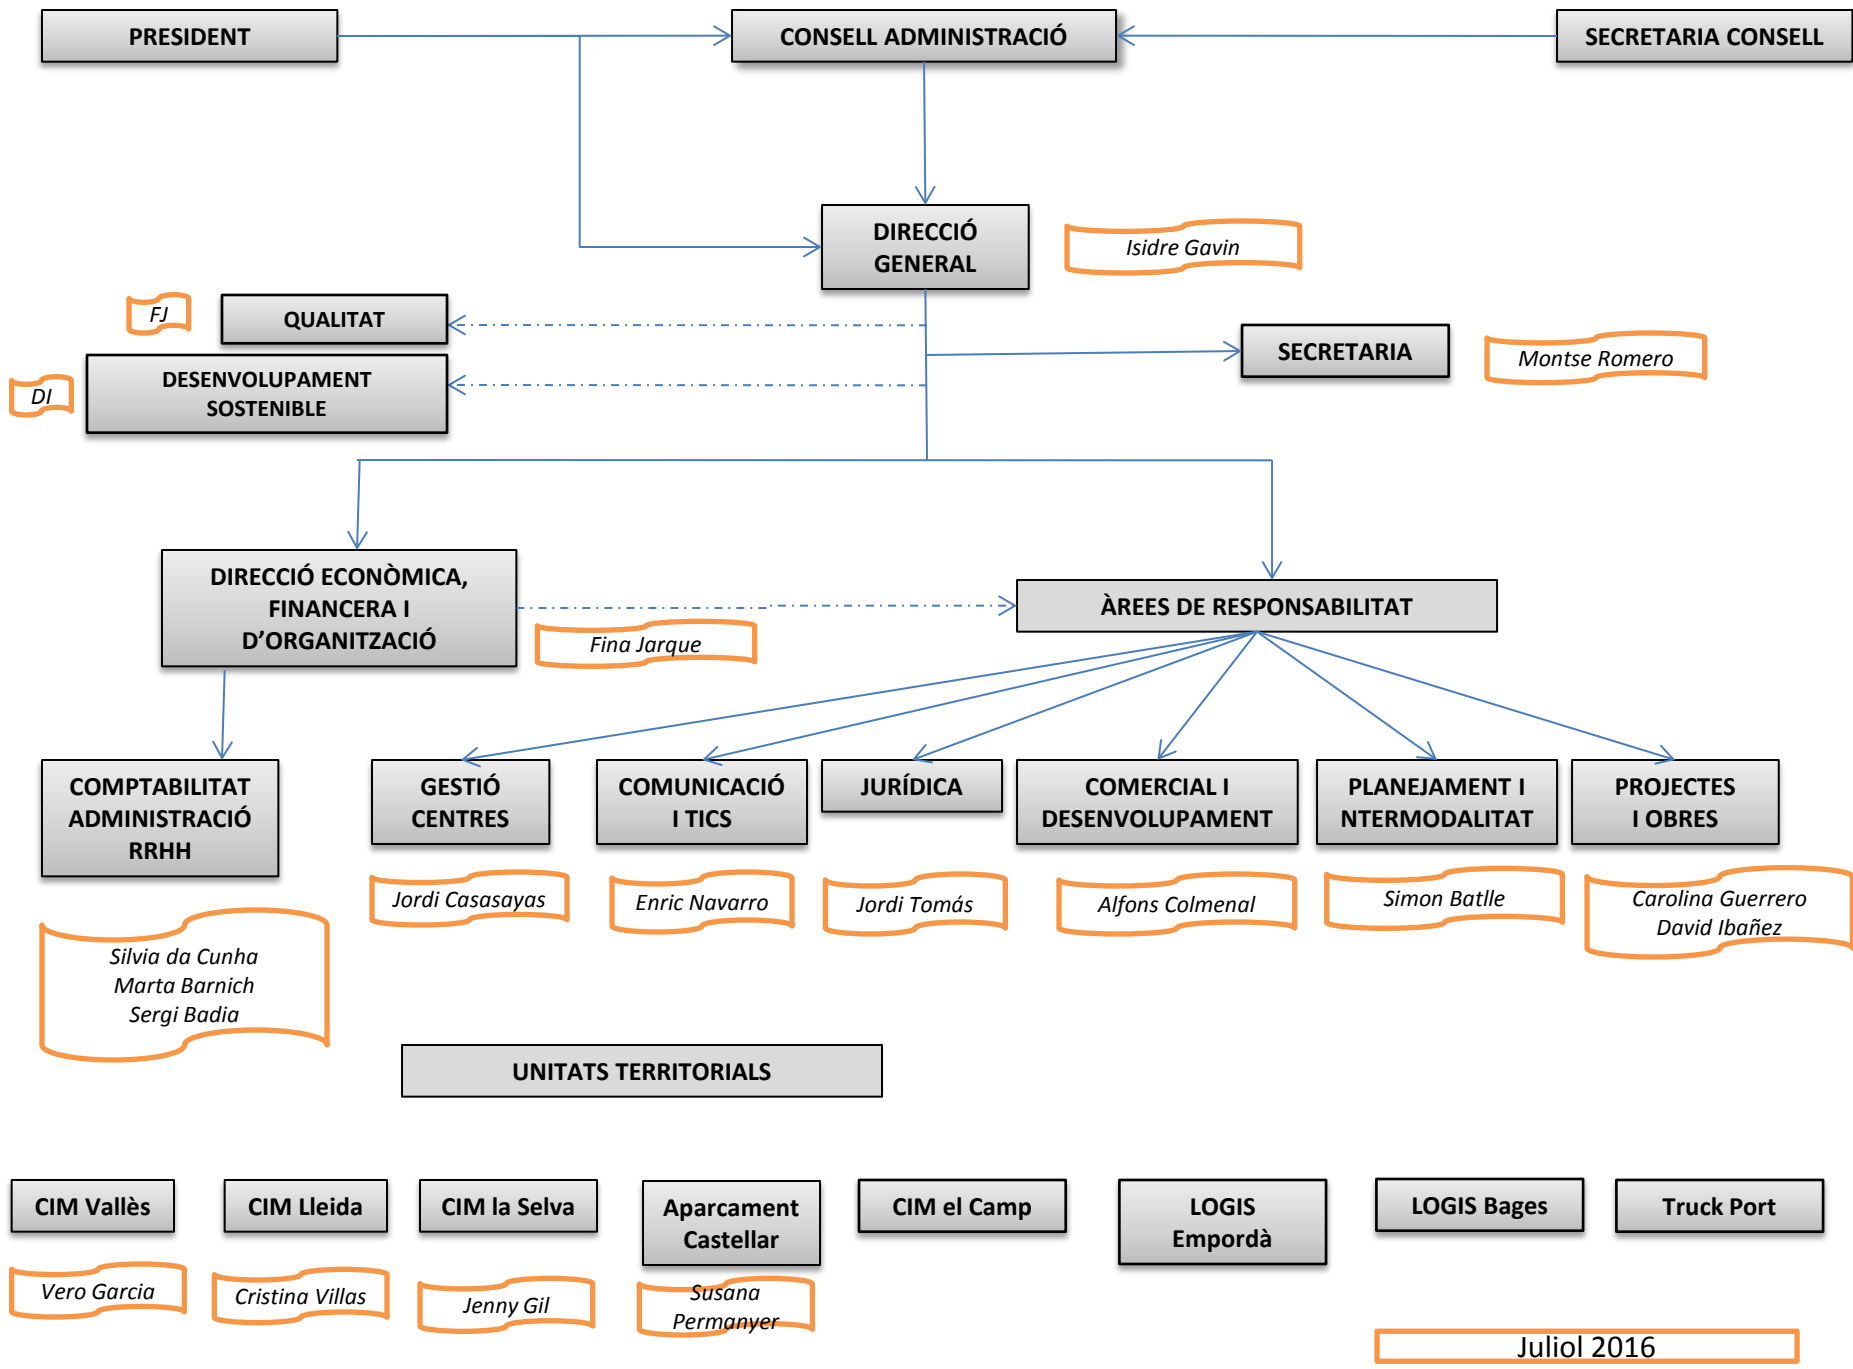 PRESIDENT
CONSELL ADMINISTRACIÓ
SECRETARIA CONSELL
DIRECCIÓ
GENERAL
Isidre Gavin
FJ
QUALITAT
SECRETARIA
Montse Romero
DI
DESENVOLUPAMENT
SOSTENIBLE
DIRECCIÓ ECONÒMICA,
FINANCERA I
D’ORGANITZACIÓ
Fina Jarque
ÀREES DE RESPONSABILITAT
COMPTABILITAT
ADMINISTRACIÓ
RRHH
GESTIÓ
CENTRES
COMUNICACIÓ
I TICS
JURÍDICA
COMERCIAL I
DESENVOLUPAMENT
PLANEJAMENT I
NTERMODALITAT
PROJECTES
I OBRES
Silvia da Cunha
Marta Barnich
Sergi Badia
Jordi Casasayas
Enric Navarro
Jordi Tomás
Alfons Colmenal
Simon Batlle
Carolina Guerrero
David Ibañez
UNITATS TERRITORIALS
CIM Vallès
CIM Lleida
CIM la Selva
Aparcament
Castellar
CIM el Camp
LOGIS
Empordà
LOGIS Bages
Truck Port
Vero Garcia
Cristina Villas
Jenny Gil
Susana
Permanyer
Juliol 2016